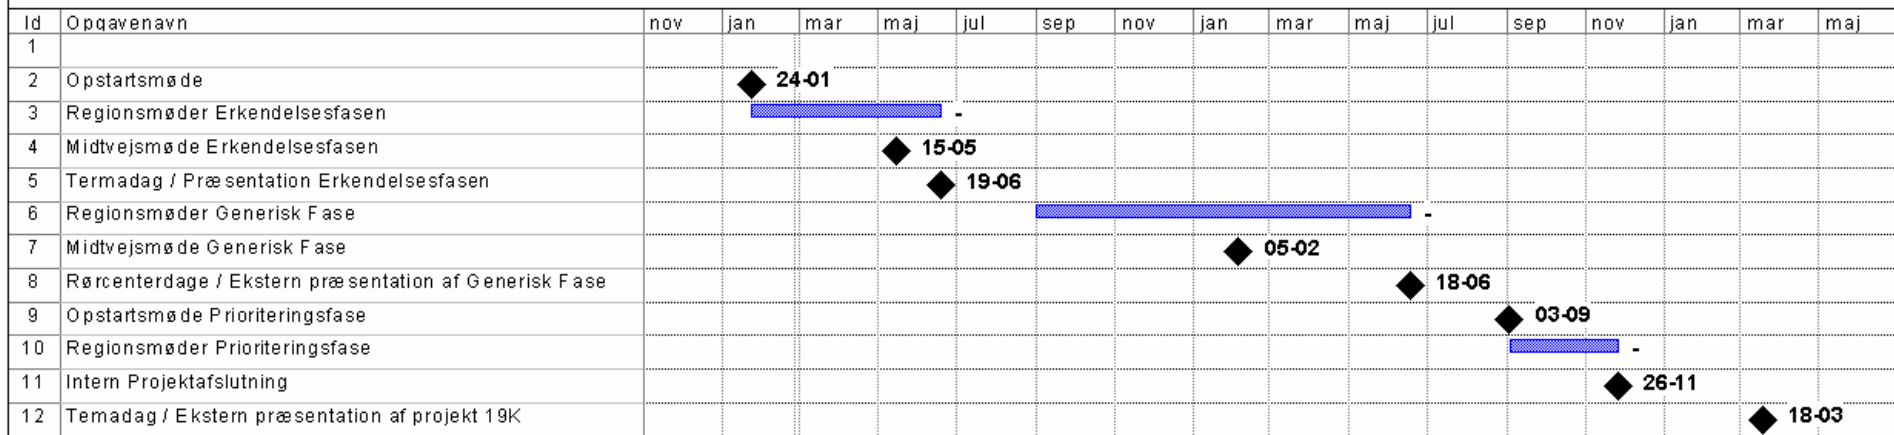 Id Opgavenavn nov jan mar maj jul sep nov jan mar maj jul sep nov jan mar maj
1
2 Opstartsmøde 24-01
3 Regionsmøder Erkendelsesfasen -
4 Midtvejsmøde Erkendelsesfasen 15-05
5 Termadag / Præsentation Erkendelsesfasen 19-06
6 Regionsmøder Generisk Fase -
7 Midtvejsmøde Generisk Fase 05-02
8 Rørcenterdage / Ekstern præsentation af Generisk Fase 18-06
9 Opstartsmøde Prioriteringsfase 03-09
10 Regionsmøder Prioriteringsfase -
11 Intern Projektafslutning 26-11
12 Temadag / Ekstern præsentation af projekt 19K 18-03